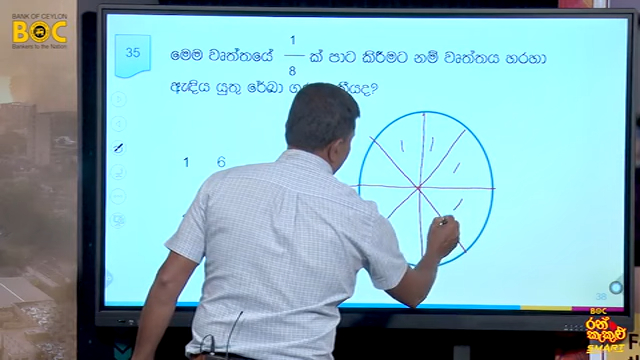 BANK OF CEYLON
BOC
Bankers to the Nation
35
මෙම වෘත්තයේ 1/8 ක් පාට කිරීමට නම් වෘත්තය හරහා
ඇඳිය යුතු රේඛා
1 6
38
BOC
රන්
කැකුළු
SMART